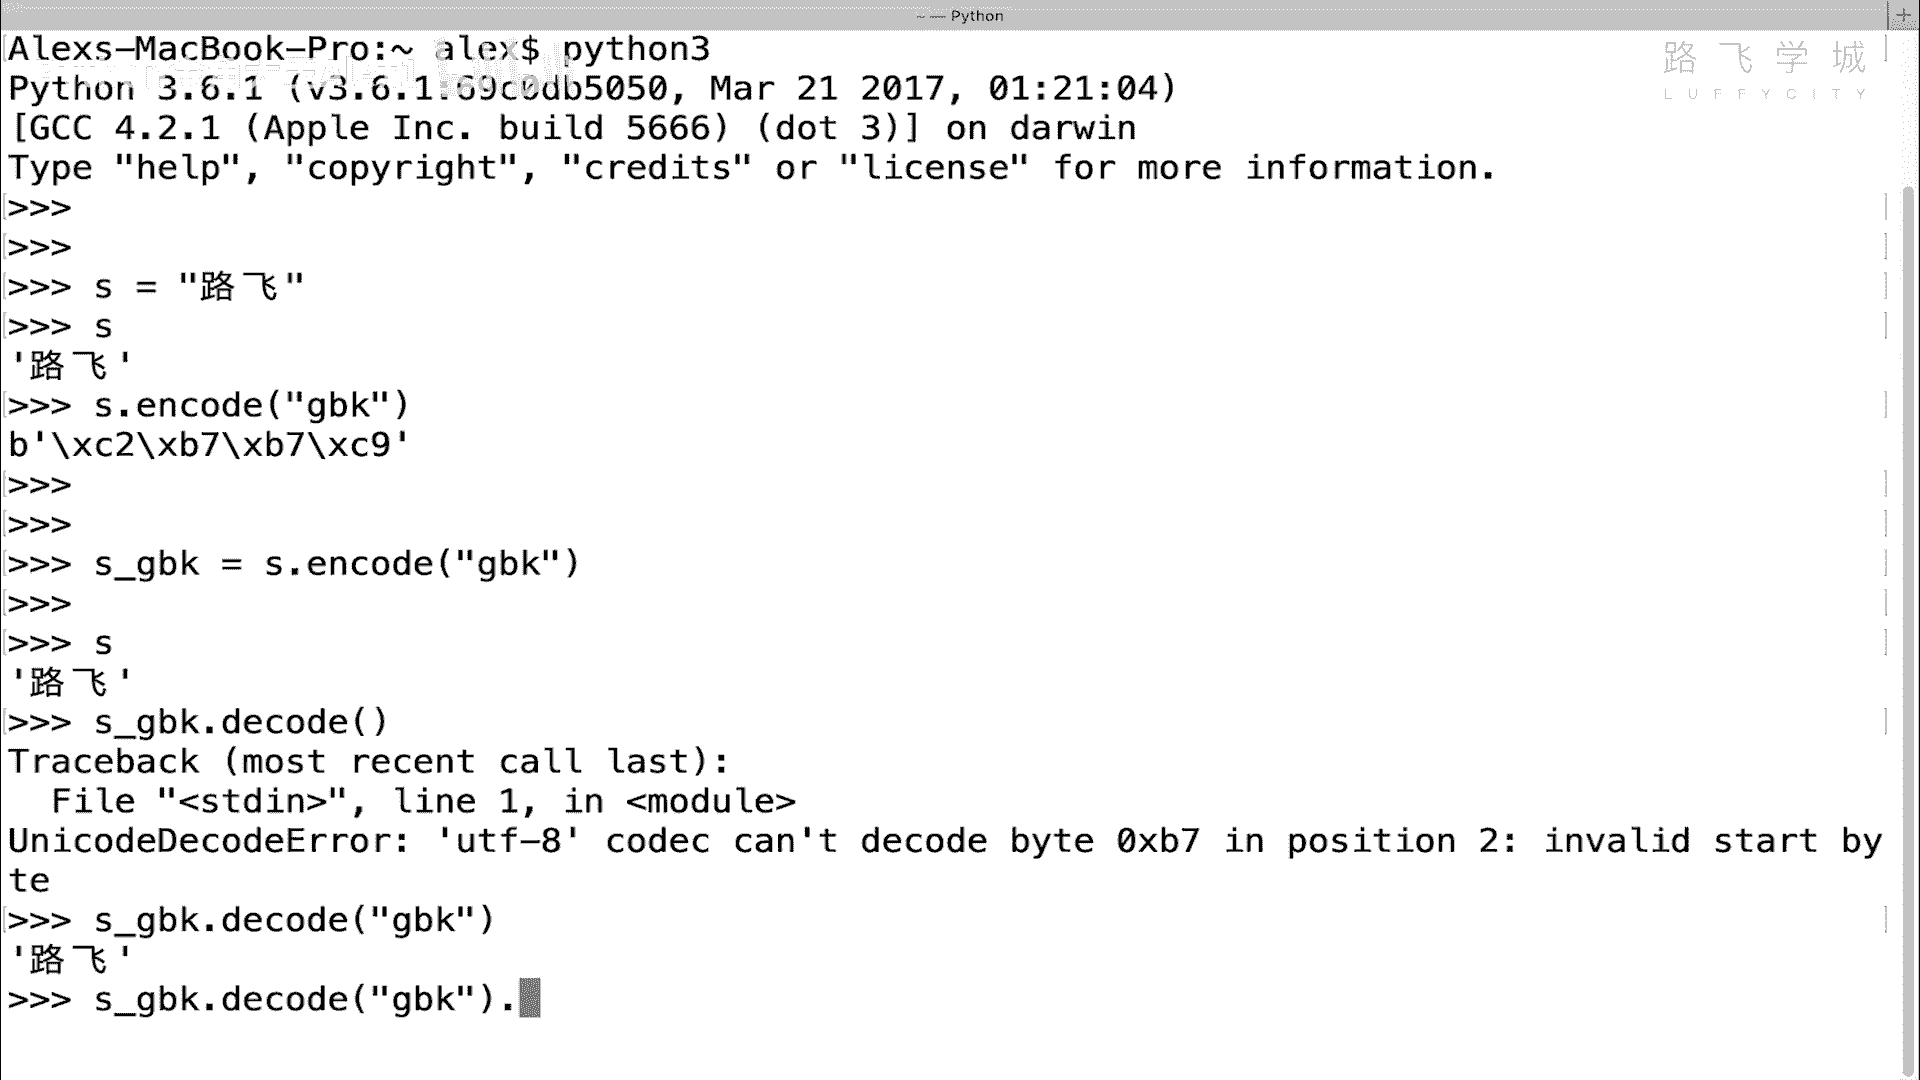 ~ — Python
Alexs-MacBook-Pro:~ alex$ python3
路飞学城
LUFFYCITY
Python 3.6.1 (v3.6.1:69c0db5050, Mar 21 2017, 01:21:04)
[GCC 4.2.1 (Apple Inc. build 5666) (dot 3)] on darwin
Type "help", "copyright", "credits" or "license" for more information.
>>>
>>>
>>> s = "路飞"
>>> s
'路飞'
>>> s.encode("gbk")
b'\xc2\xb7\xb7\xc9'
>>>
>>>
>>> s_gbk = s.encode("gbk")
>>>
>>> s
'路飞'
>>> s_gbk.decode()
Traceback (most recent call last):
  File "<stdin>", line 1, in <module>
UnicodeDecodeError: 'utf-8' codec can't decode byte 0xb7 in position 2: invalid start by
te
>>> s_gbk.decode("gbk")
'路飞'
>>> s_gbk.decode("gbk").